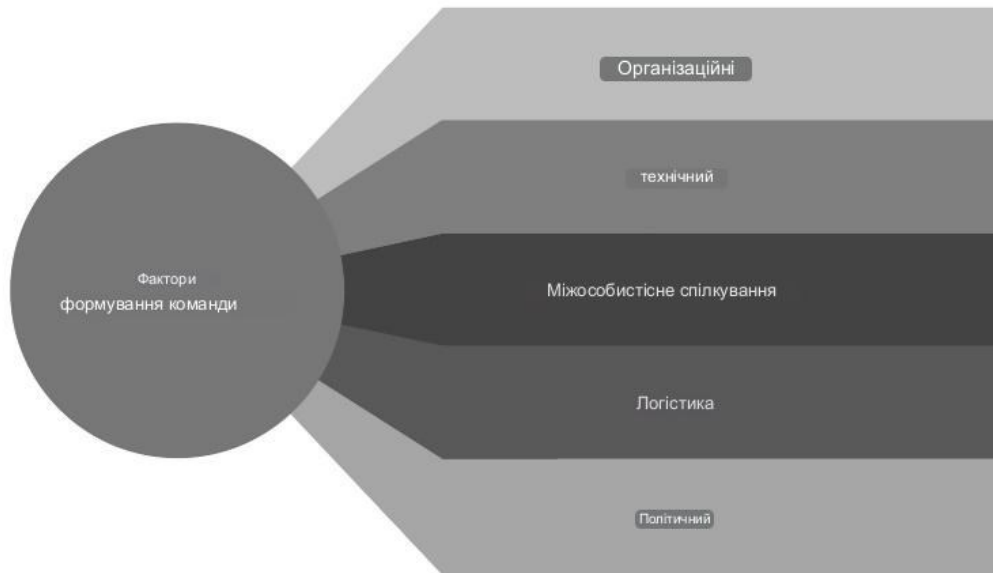 Організаційні
технічний
Фактори
формування команди
Міжособистісне спілкування
Логістика
Політичний